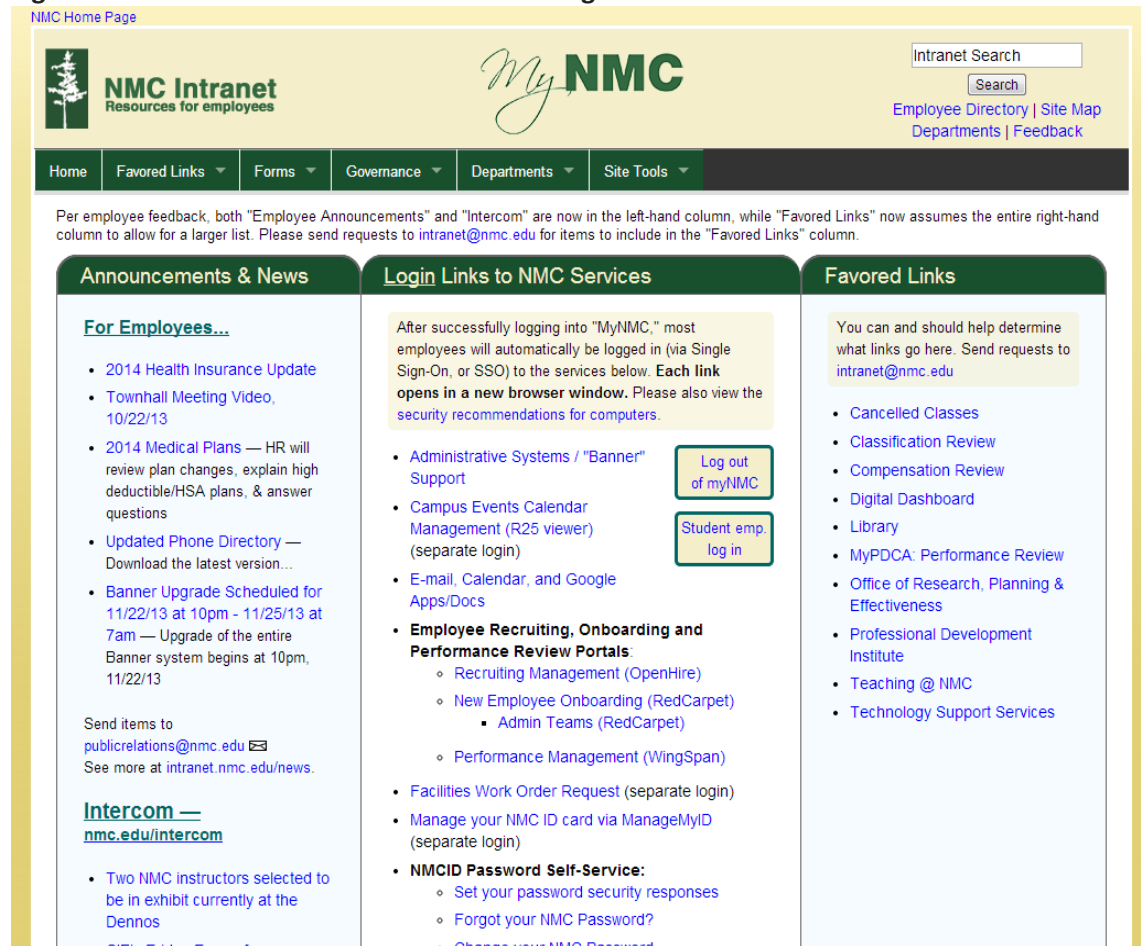 NMC Home Page
NMC Intranet
Resources for employees
My NMC
Intranet Search
Search
Employee Directory | Site Map
Departments | Feedback
Home Favored Links Forms Governance Departments Site Tools
Per employee feedback, both "Employee Announcements" and "Intercom" are now in the left-hand column, while "Favored Links" now assumes the entire right-hand
column to allow for a larger list. Please send requests to intranet@nmc.edu for items to include in the "Favored Links" column.
Announcements & News
For Employees...
• 2014 Health Insurance Update
• Townhall Meeting Video,
10/22/13
• 2014 Medical Plans — HR will
review plan changes, explain high
deductible/HSA plans, & answer
questions
• Updated Phone Directory —
Download the latest version...
• Banner Upgrade Scheduled for
11/22/13 at 10pm - 11/25/13 at
7am — Upgrade of the entire
Banner system begins at 10pm,
11/22/13
Send items to
publicrelations@nmc.edu
See more at intranet.nmc.edu/news.
Intercom —
nmc.edu/intercom
• Two NMC instructors selected to
be in exhibit currently at the
Dennos
Login Links to NMC Services
After successfully logging into "MyNMC," most
employees will automatically be logged in (via Single
Sign-On, or SSO) to the services below. Each link
opens in a new browser window. Please also view the
security recommendations for computers.
• Administrative Systems / "Banner"
Support
• Campus Events Calendar
Management (R25 viewer)
(separate login)
• E-mail, Calendar, and Google
Apps/Docs
Log out
of myNMC
Student emp.
log in
• Employee Recruiting, Onboarding and
Performance Review Portals:
◦ Recruiting Management (OpenHire)
◦ New Employee Onboarding (RedCarpet)
▪ Admin Teams (RedCarpet)
◦ Performance Management (WingSpan)
• Facilities Work Order Request (separate login)
• Manage your NMC ID card via ManageMyID
(separate login)
• NMCID Password Self-Service:
◦ Set your password security responses
◦ Forgot your NMC Password?
◦ Change your NMC Password
Favored Links
You can and should help determine
what links go here. Send requests to
intranet@nmc.edu
• Cancelled Classes
• Classification Review
• Compensation Review
• Digital Dashboard
• Library
• MyPDCA: Performance Review
• Office of Research, Planning &
Effectiveness
• Professional Development
Institute
• Teaching @ NMC
• Technology Support Services